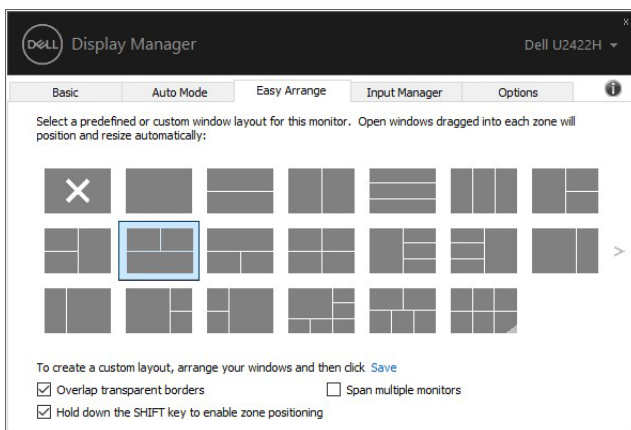 x
DELL Display Manager Dell U2422H
Basic Auto Mode Easy Arrange Input Manager Options i
Select a predefined or custom window layout for this monitor. Open windows dragged into each zone will
position and resize automatically:
>
To create a custom layout, arrange your windows and then click Save
Overlap transparent borders Span multiple monitors
Hold down the SHIFT key to enable zone positioning